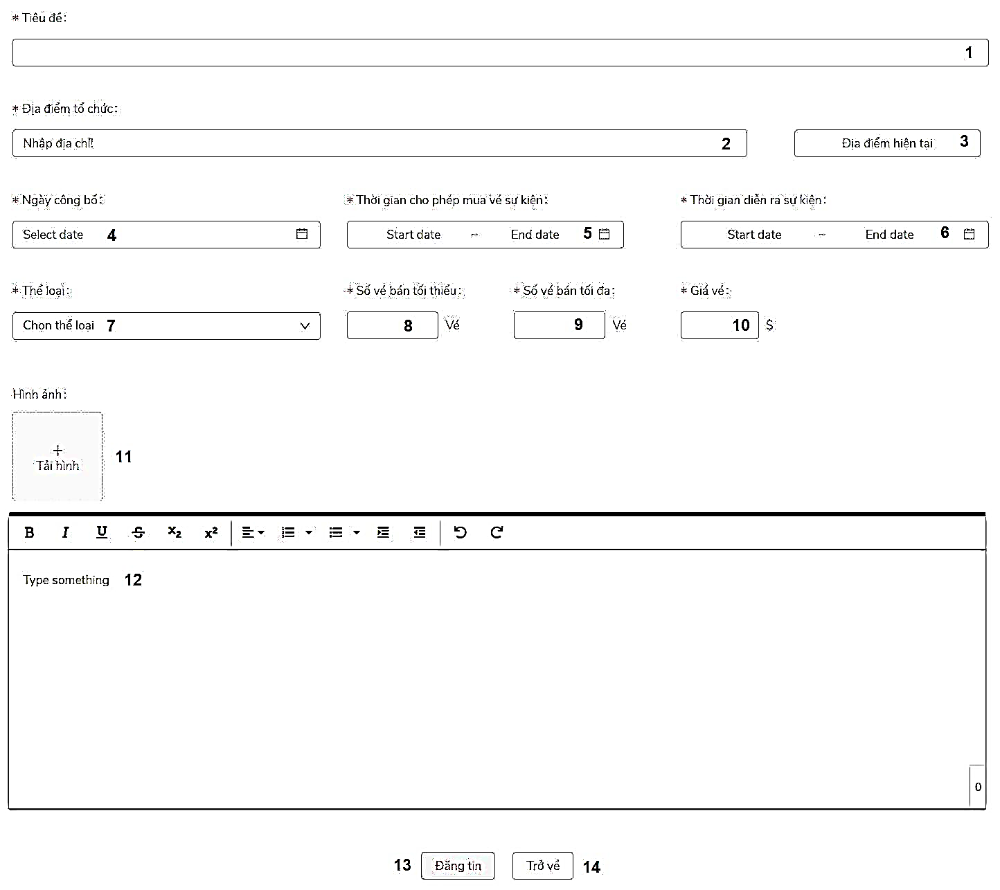 * Tiêu đề:
1
* Địa điểm tổ chức:
Nhập địa chỉ! 2 Địa điểm hiện tại 3
* Ngày công bố: * Thời gian cho phép mua vé sự kiện: * Thời gian diễn ra sự kiện:
Select date 4 Start date ~ End date 5 Start date ~ End date 6
* Thể loại: * Số vé bán tối thiểu: * Số vé bán tối đa: * Giá vé:
Chọn thể loại 7 8 Vé 9 Vé 10 $
Hình ảnh:
+
Tải hình 11
B I U S x₂ x²
Type something 12
0
13 Đăng tin Trở về 14